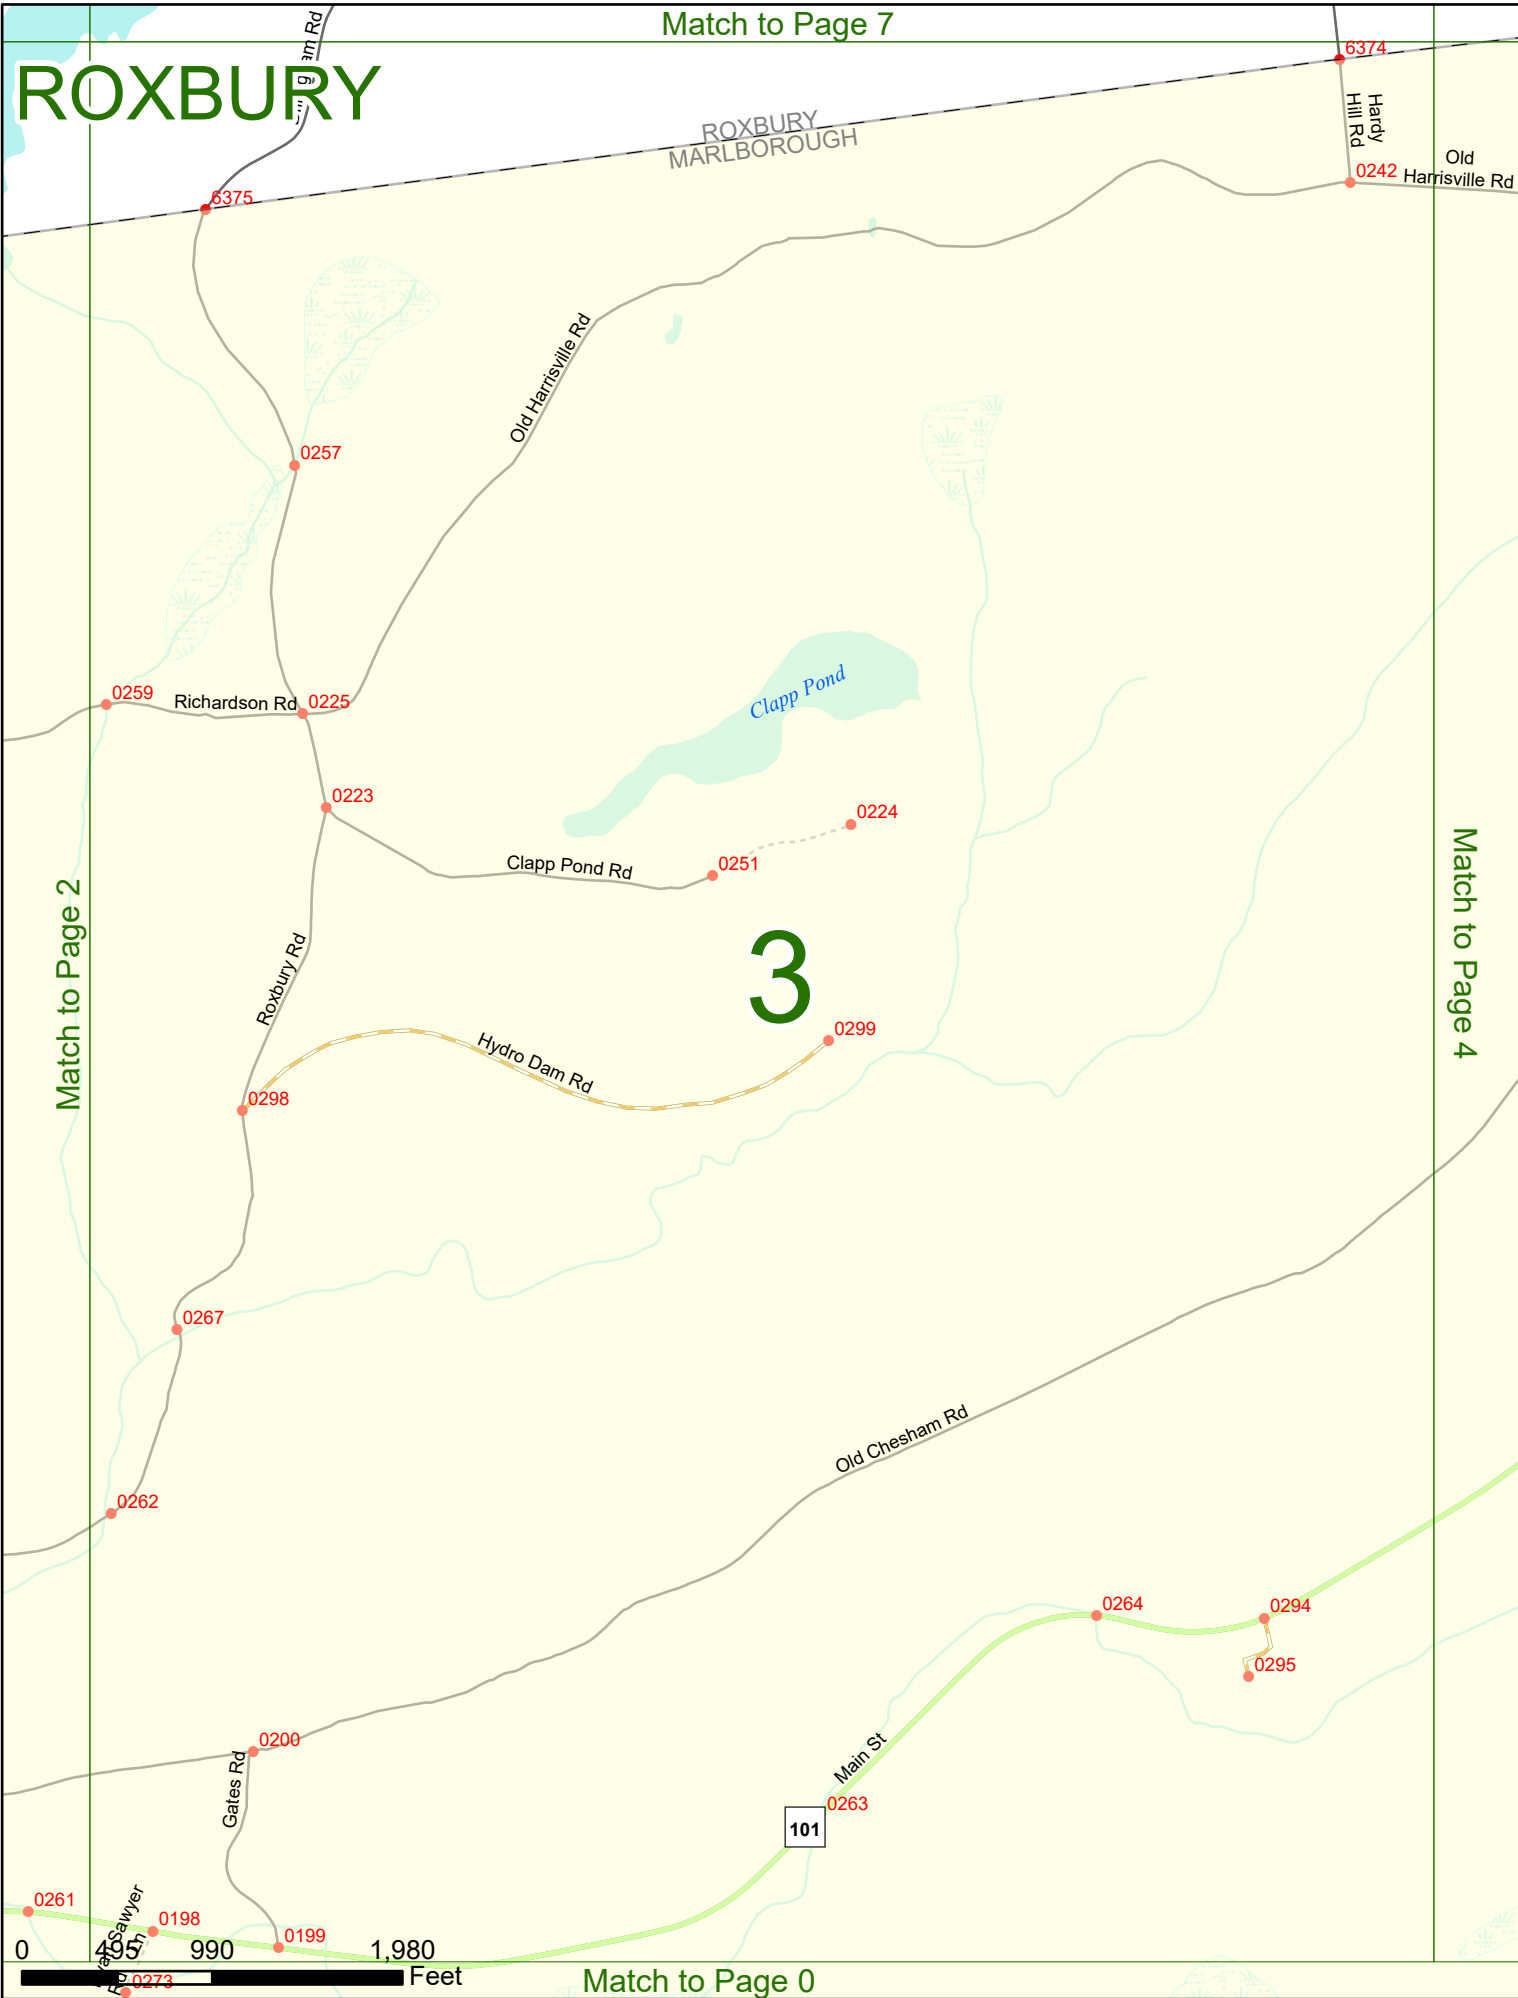 Match to Page 7
6374
ROXBURY
ROXBURY
MARLBOROUGH
Hardy
Hill Rd
Old
Harrisville Rd
0242
6375
Old Harrisville Rd
0257
0259
Richardson Rd
0225
Clapp Pond
0223
0224
Clapp Pond Rd
0251
Match to Page 2
Match to Page 4
Roxbury Rd
3
0299
Hydro Dam Rd
0298
0267
Old Chesham Rd
0262
0264
0294
0295
0200
Gates Rd
Main St
0263
101
0261
Sawyer
0198
0199
0
495
990
1,980
Feet
0273
Match to Page 0